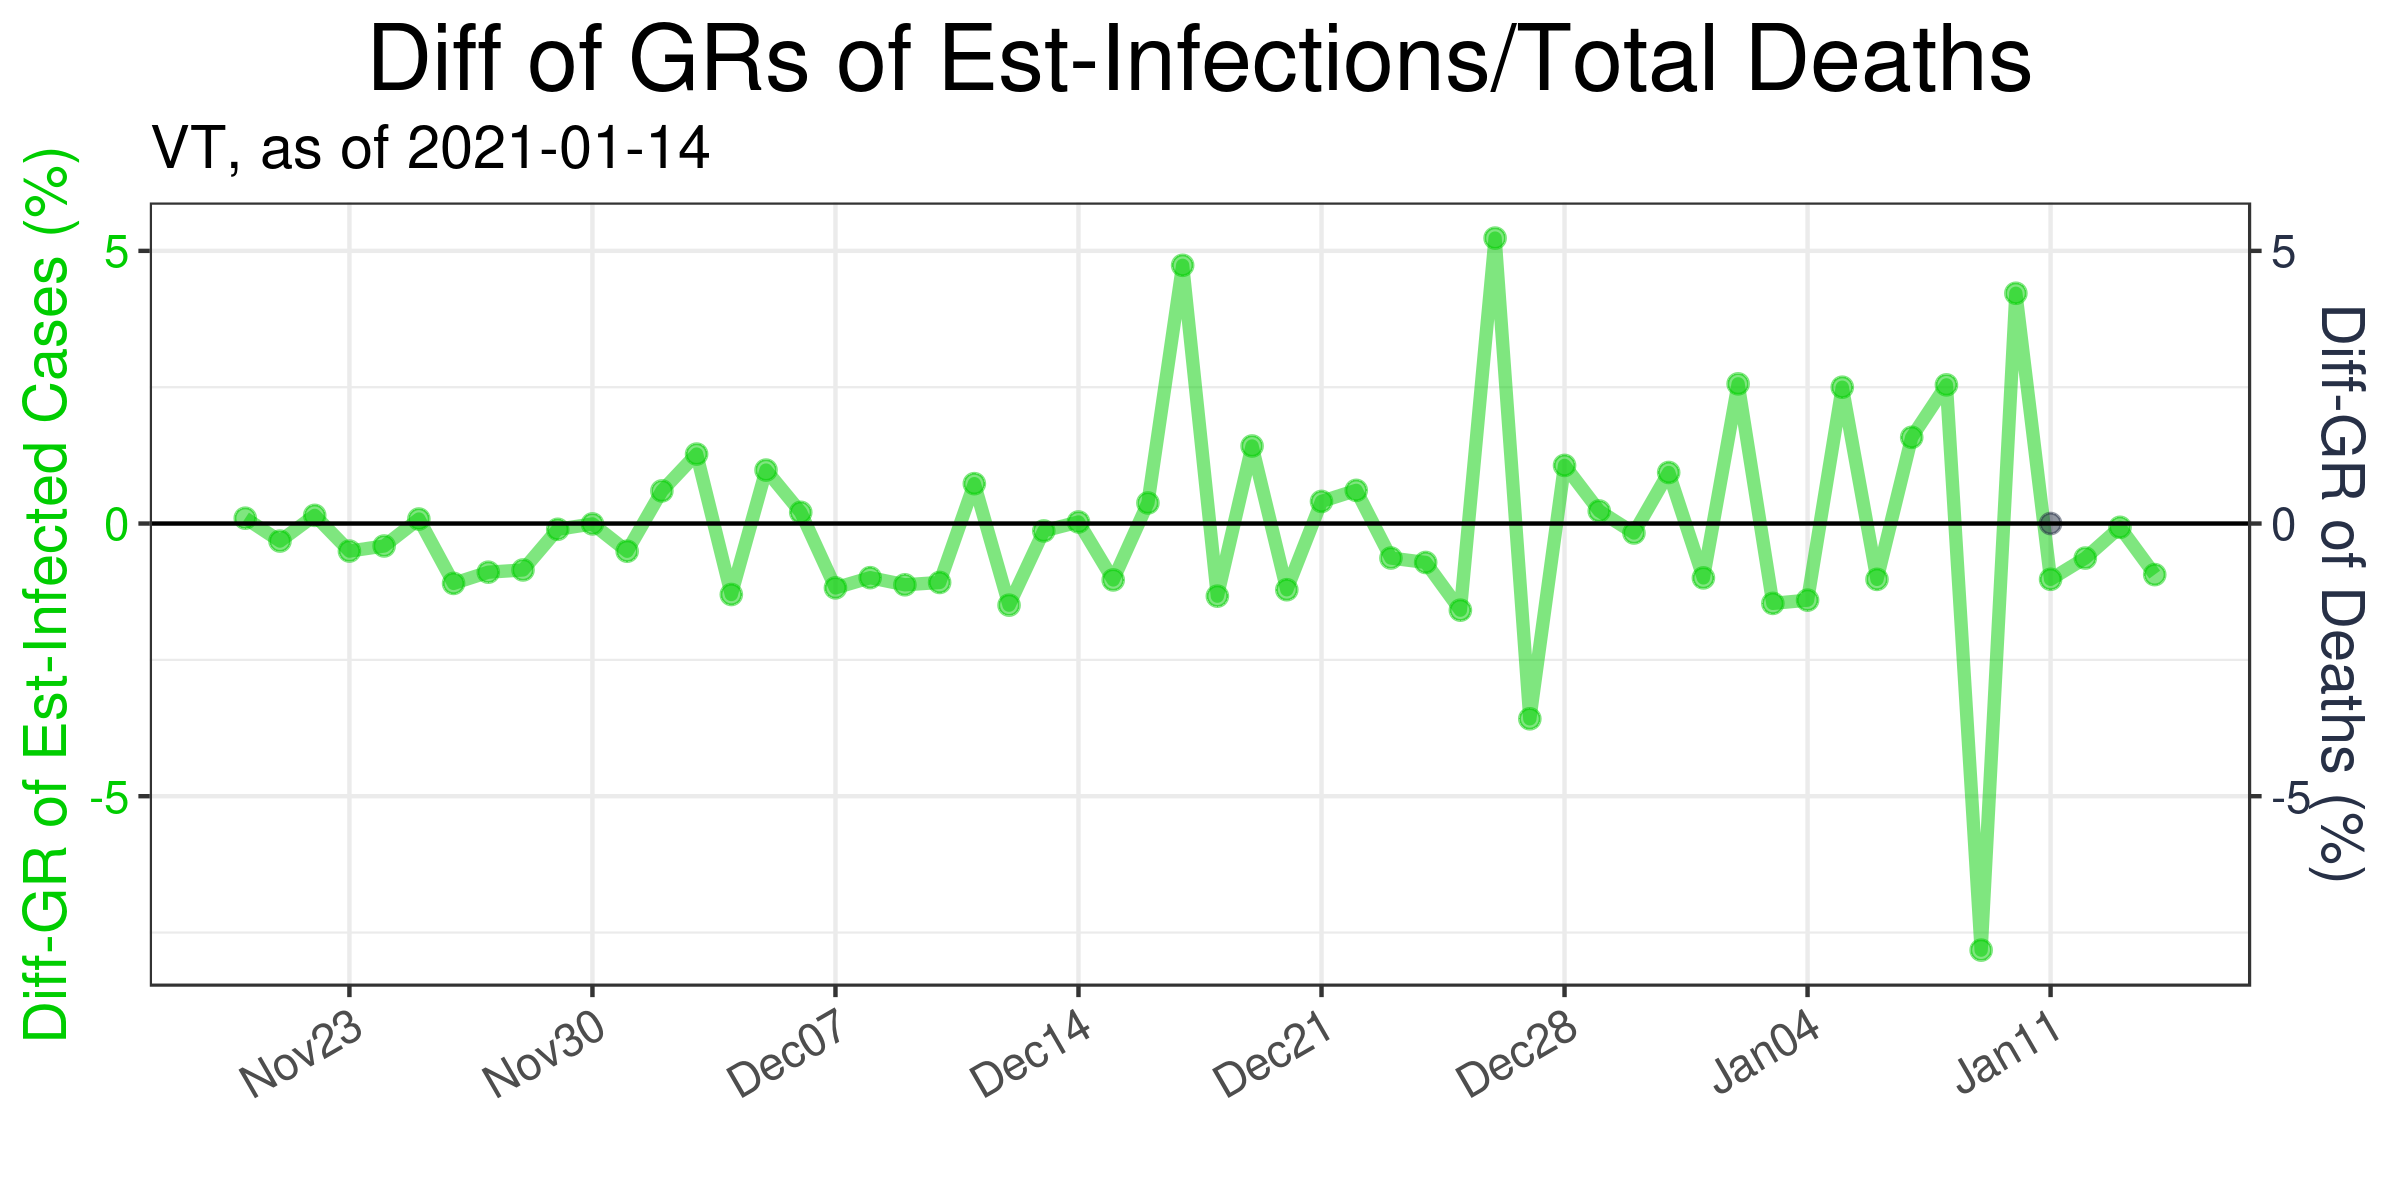 Diff of GRs of Est-Infections/Total Deaths
VT, as of 2021-01-14
Diff-GR of Est-Infected Cases (%)
5
0
-5
5
0
-5
Diff-GR of Deaths (%)
Nov23
Nov30
Dec07
Dec14
Dec21
Dec28
Jan04
Jan11